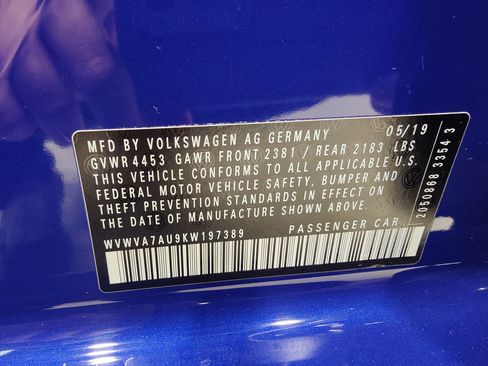 MFD BY VOLKSWAGEN AG GERMANY 05/19
GVWR 4453 GAWR FRONT 2381 / REAR 2183 LBS
THIS VEHICLE CONFORMS TO ALL APPLICABLE U.S.
FEDERAL MOTOR VEHICLE SAFETY, BUMPER AND
THEFT PREVENTION STANDARDS IN EFFECT ON
THE DATE OF MANUFACTURE SHOWN ABOVE.
WVWVA7AU9KW197389 PASSENGER CAR
2050868 3354 3